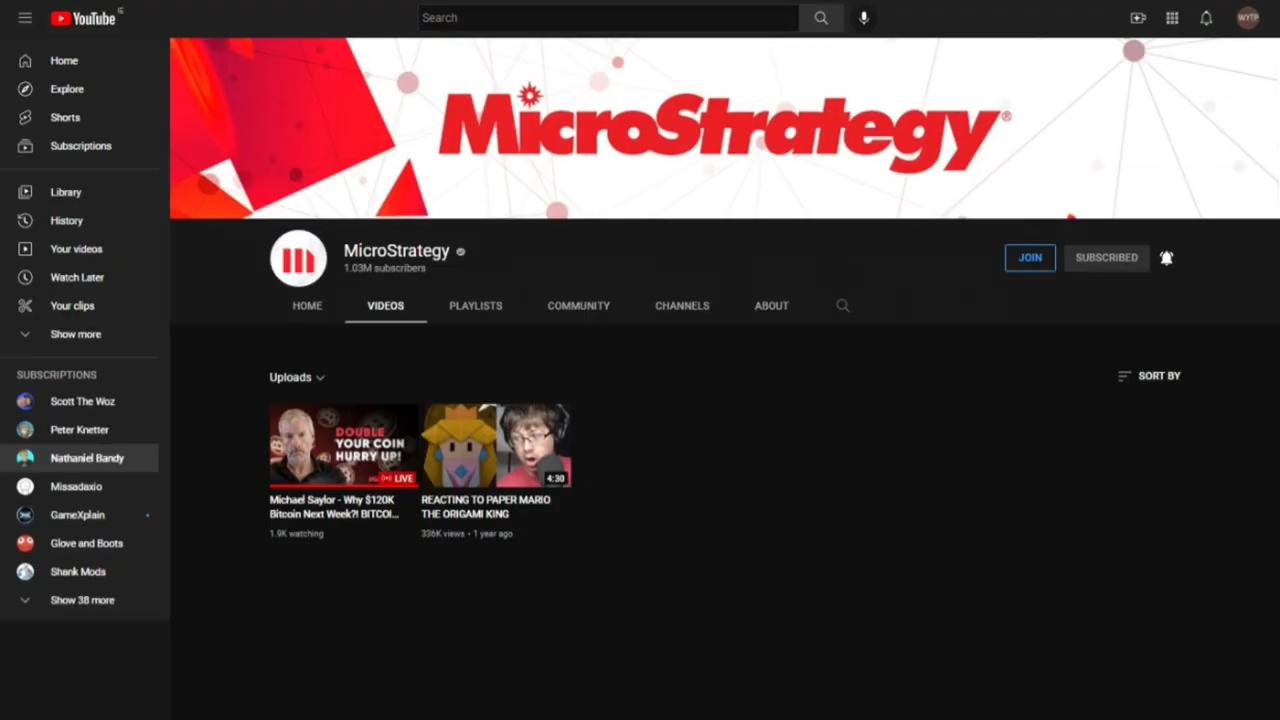 YouTube IE
Search
WYTP
Home
Explore
Shorts
Subscriptions
Library
History
Your videos
Watch Later
Your clips
Show more
SUBSCRIPTIONS
Scott The Woz
Peter Knetter
Nathaniel Bandy
Missadaxio
GameXplain
Glove and Boots
Shank Mods
Show 38 more
MicroStrategy®
MicroStrategy
1.03M subscribers
JOIN
SUBSCRIBED
HOME
VIDEOS
PLAYLISTS
COMMUNITY
CHANNELS
ABOUT
Uploads
SORT BY
DOUBLE
YOUR COIN
HURRY UP!
LIVE
Michael Saylor - Why $120K
Bitcoin Next Week?! BITCOI...
1.9K watching
4:30
REACTING TO PAPER MARIO
THE ORIGAMI KING
336K views • 1 year ago